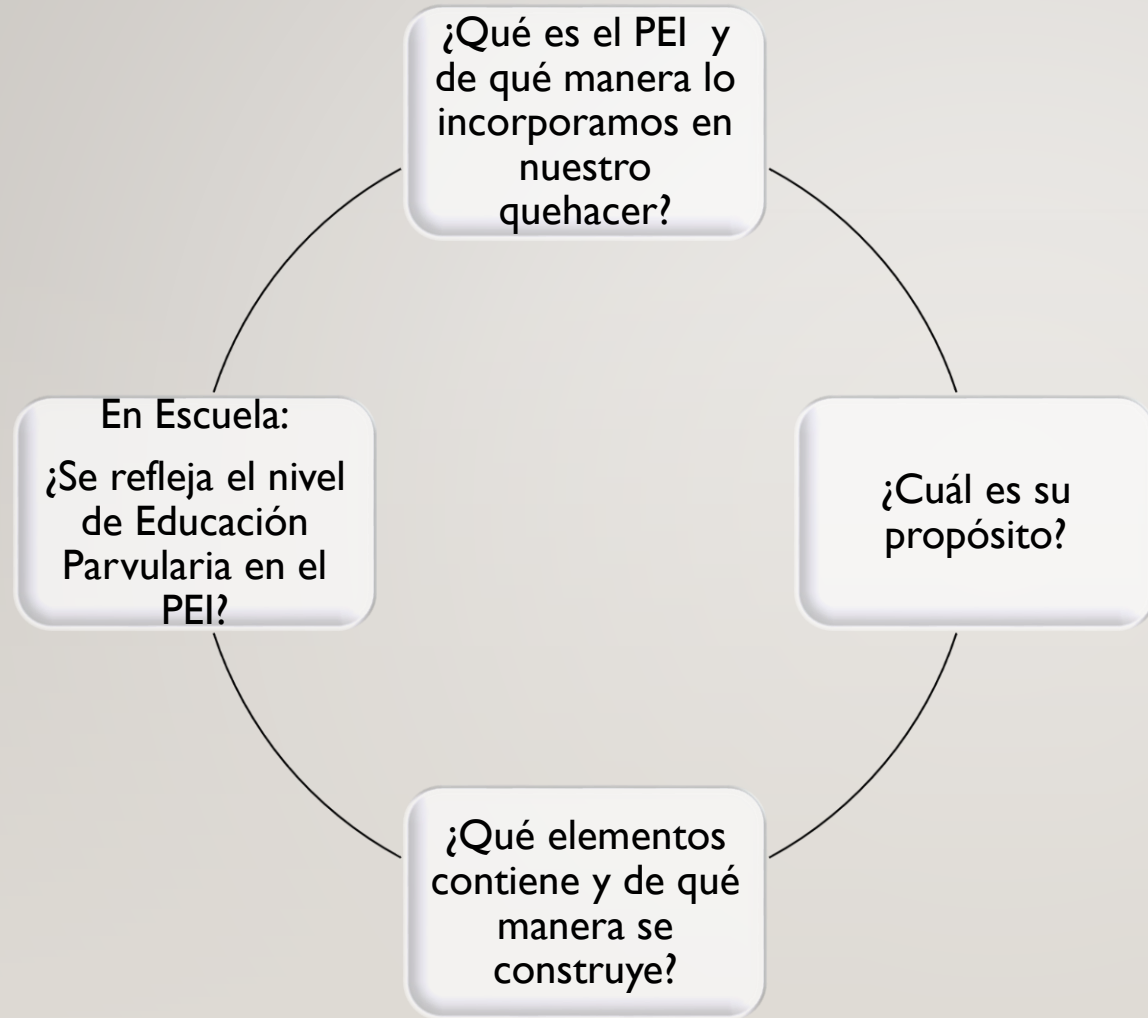 ¿Qué es el PEI y
de qué manera lo
incorporamos en
nuestro
quehacer?
En Escuela:
¿Se refleja el nivel
de Educación
Parvularia en el
PEI?
¿Cuál es su
propósito?
¿Qué elementos
contiene y de qué
manera se
construye?